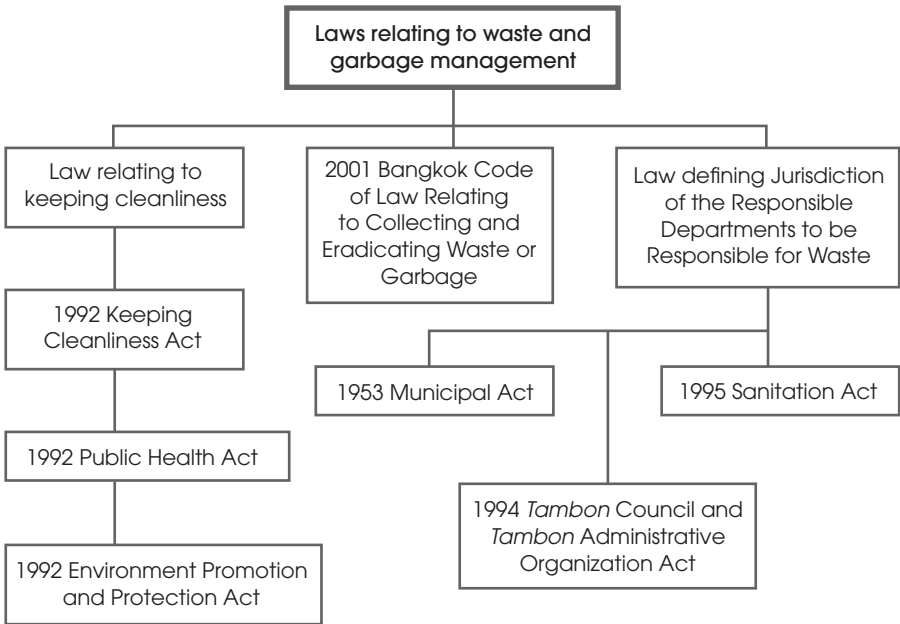 Laws relating to waste and
garbage management
Law relating to
keeping cleanliness
2001 Bangkok Code
of Law Relating
to Collecting and
Eradicating Waste or
Garbage
Law defining Jurisdiction
of the Responsible
Departments to be
Responsible for Waste
1992 Keeping
Cleanliness Act
1953 Municipal Act
1995 Sanitation Act
1992 Public Health Act
1994 Tambon Council and
Tambon Administrative
Organization Act
1992 Environment Promotion
and Protection Act